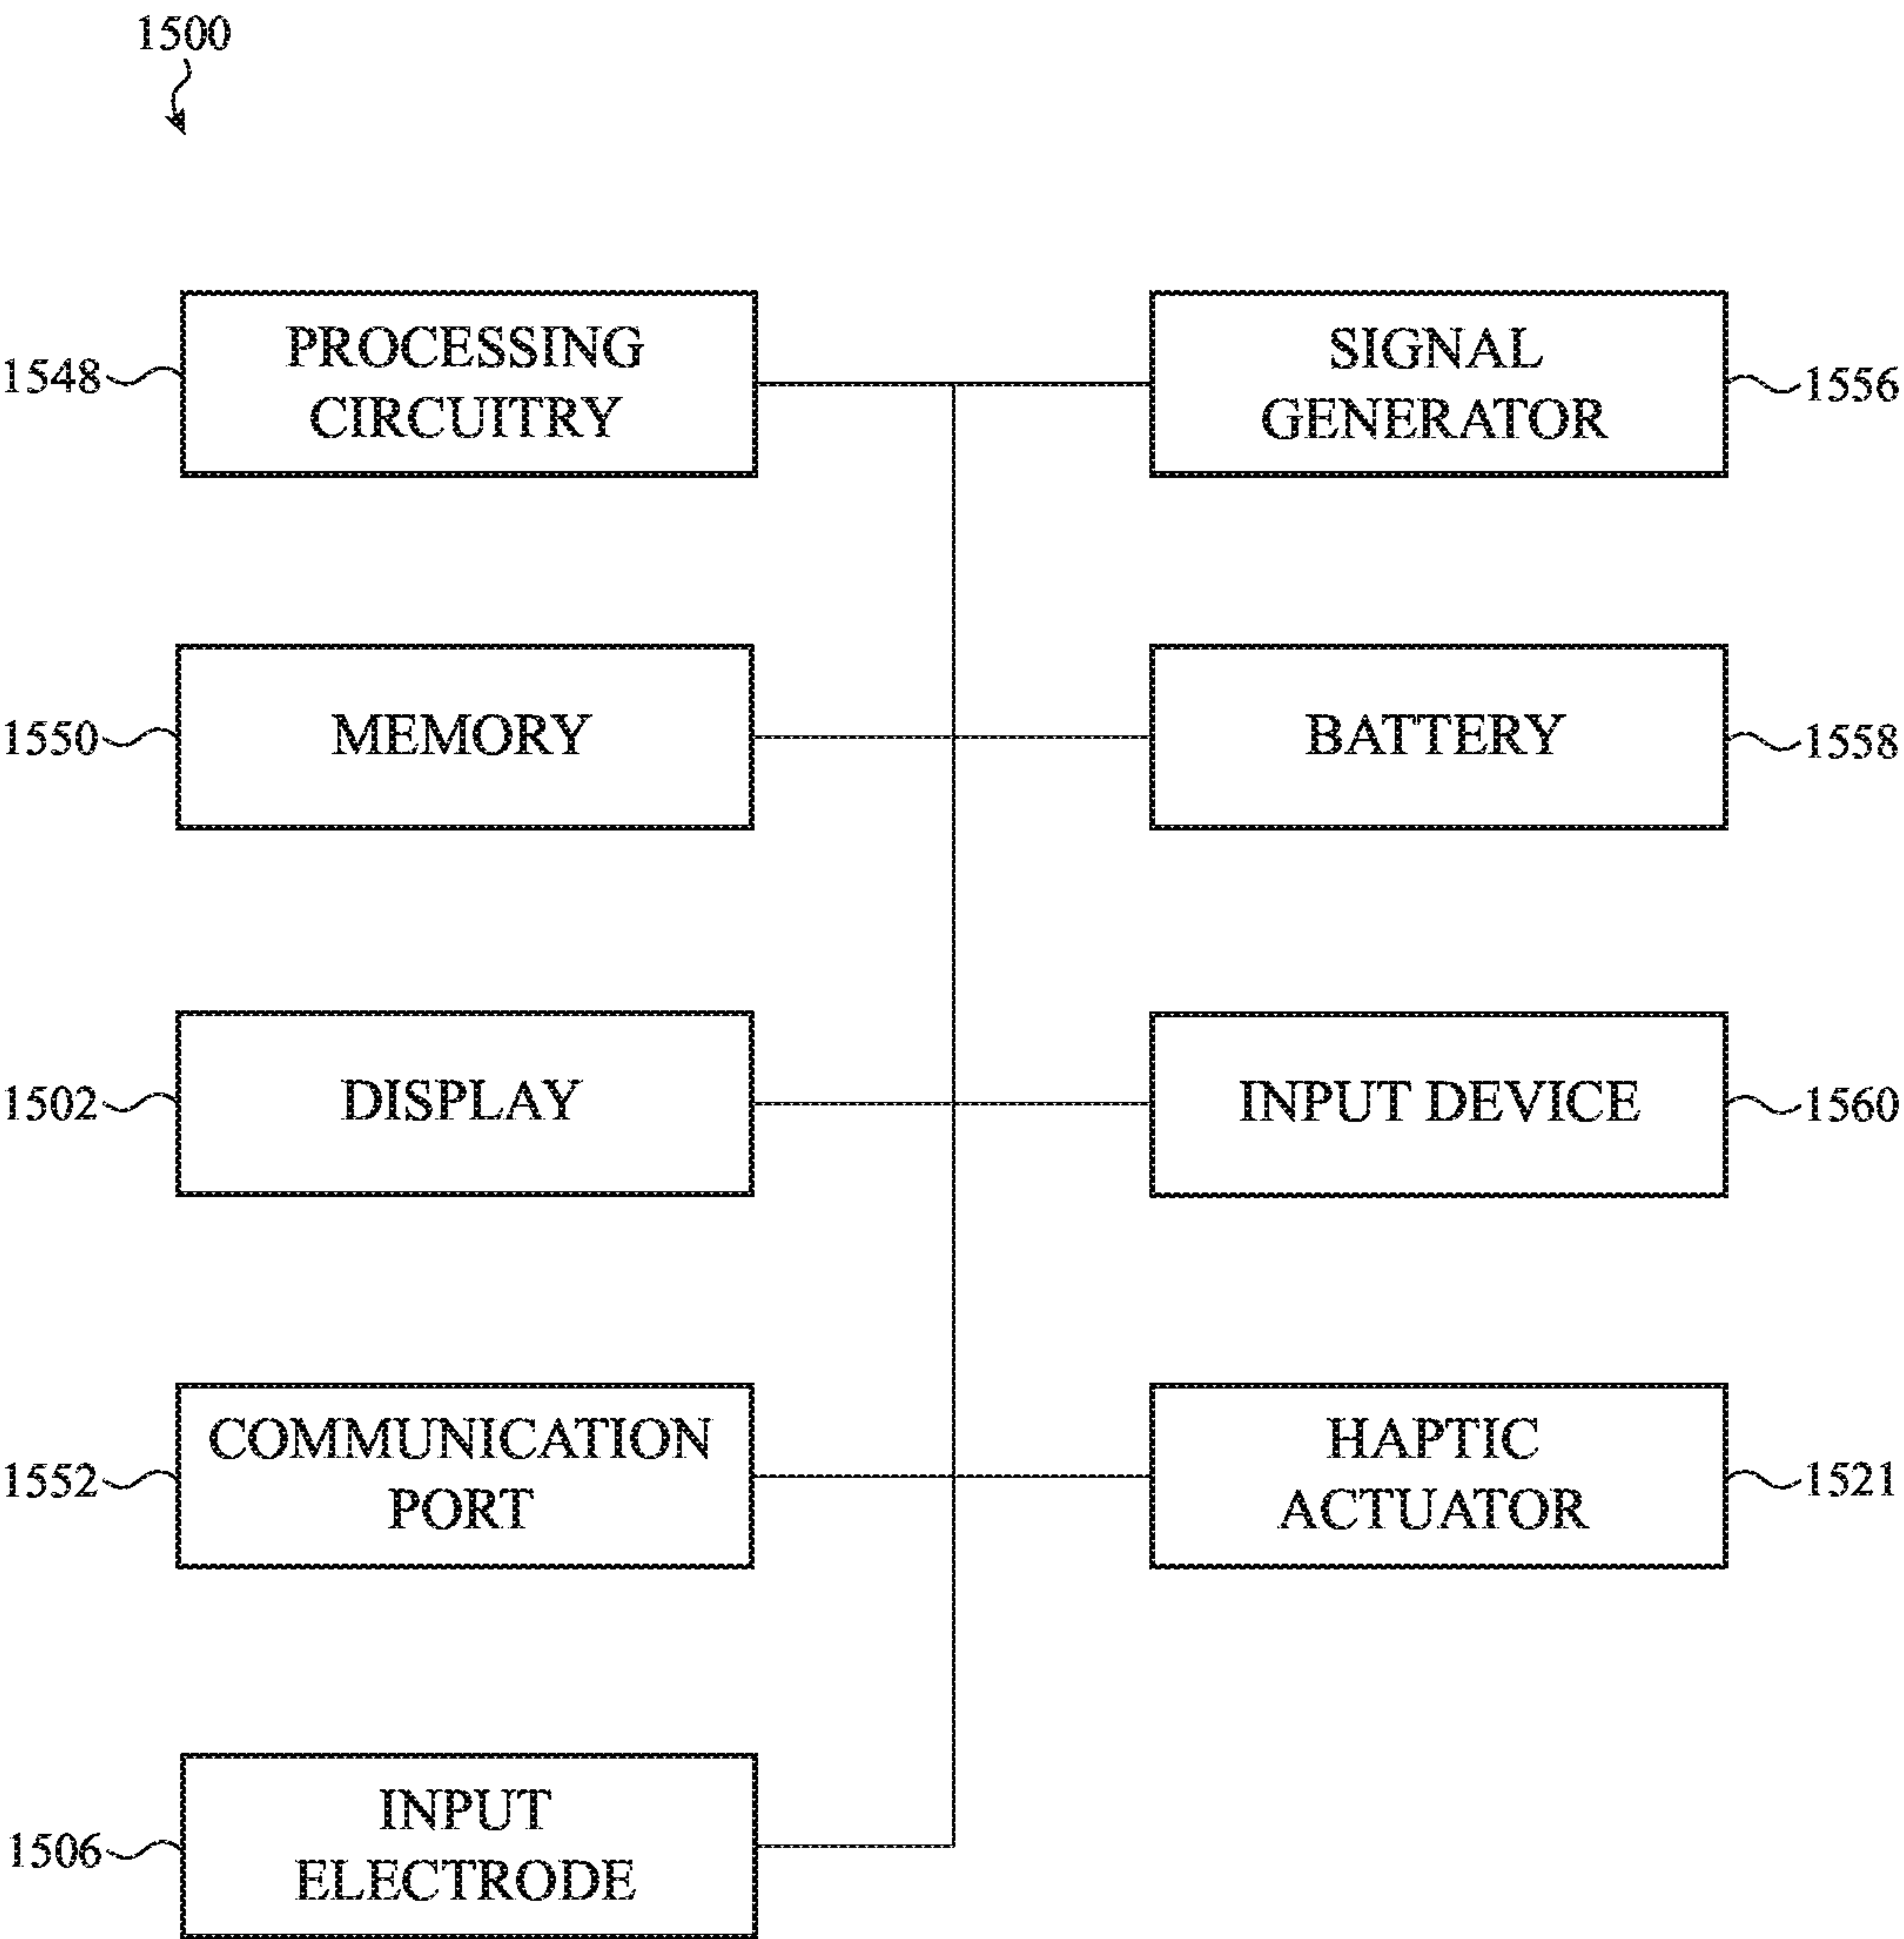 1500
PROCESSING
CIRCUITRY
1548
SIGNAL
GENERATOR
1556
MEMORY
1550
BATTERY
1558
DISPLAY
1502
INPUT DEVICE
1560
COMMUNICATION
PORT
1552
HAPTIC
ACTUATOR
1521
INPUT
ELECTRODE
1506